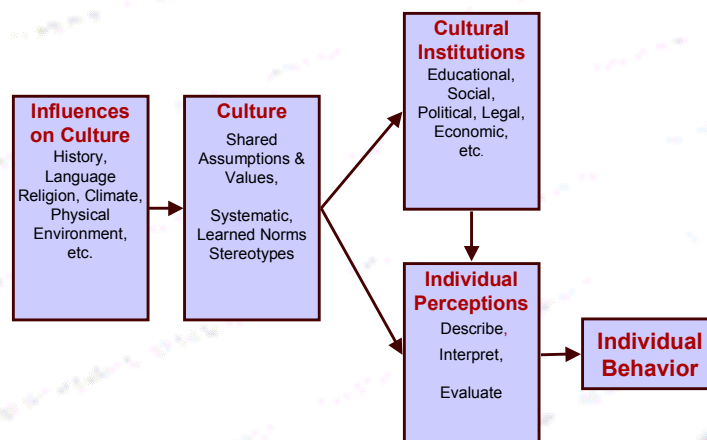 Influences
on Culture
History,
Language
Religion, Climate,
Physical
Environment,
etc.
Culture
Shared
Assumptions &
Values,
Systematic,
Learned Norms
Stereotypes
Cultural
Institutions
Educational,
Social,
Political, Legal,
Economic,
etc.
Individual
Perceptions
Describe,
Interpret,
Evaluate
Individual
Behavior